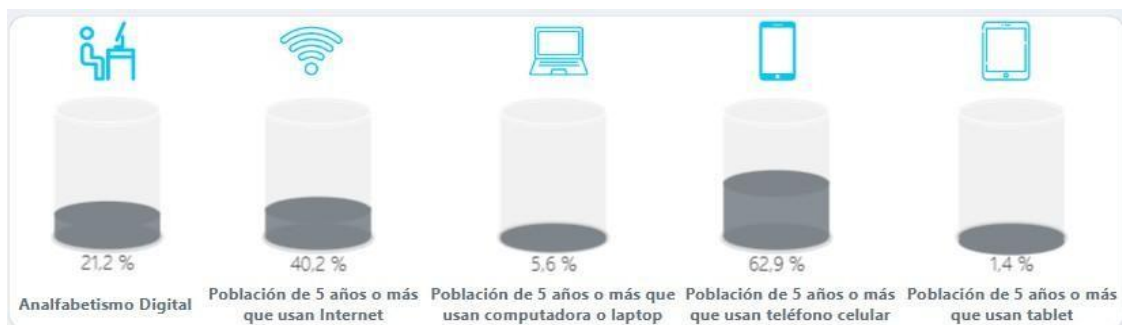 21,2 %
40,2 %
5,6 %
62,9 %
1,4 %
Analfabetismo Digital
Población de 5 años o más
que usan Internet
Población de 5 años o más que
usan computadora o laptop
Población de 5 años o más
que usan teléfono celular
Población de 5 años o más
que usan tablet